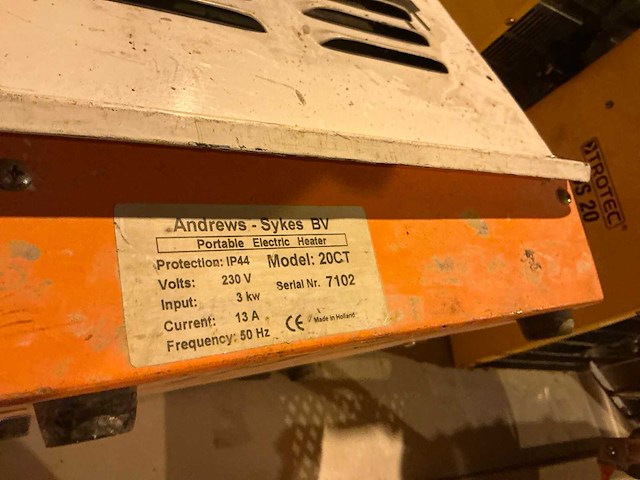 Andrews - Sykes BV
Portable Electric Heater
Protection: IP44 Model: 20CT
Volts: 230 V Serial Nr. 7102
Input: 3 kw
Current: 13 A CE Made in Holland
Frequency: 50 Hz
TROTEC
DS 20